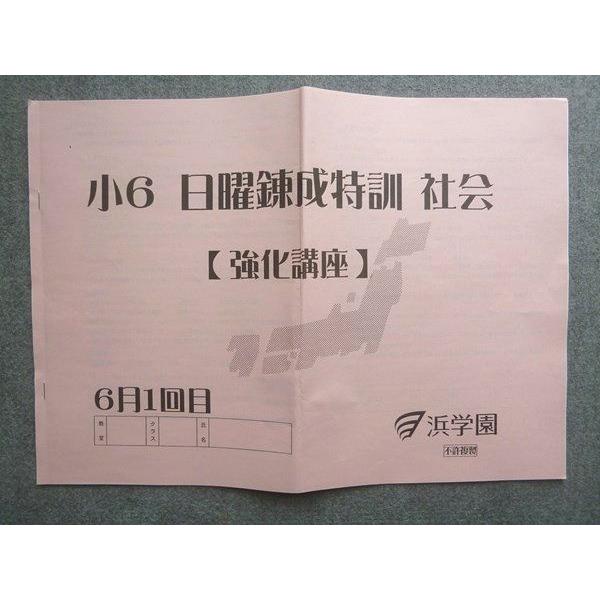 小6 日曜錬成特訓 社会
【強化講座】
6月1回目
教室 クラス 氏名
浜学園
不許複製